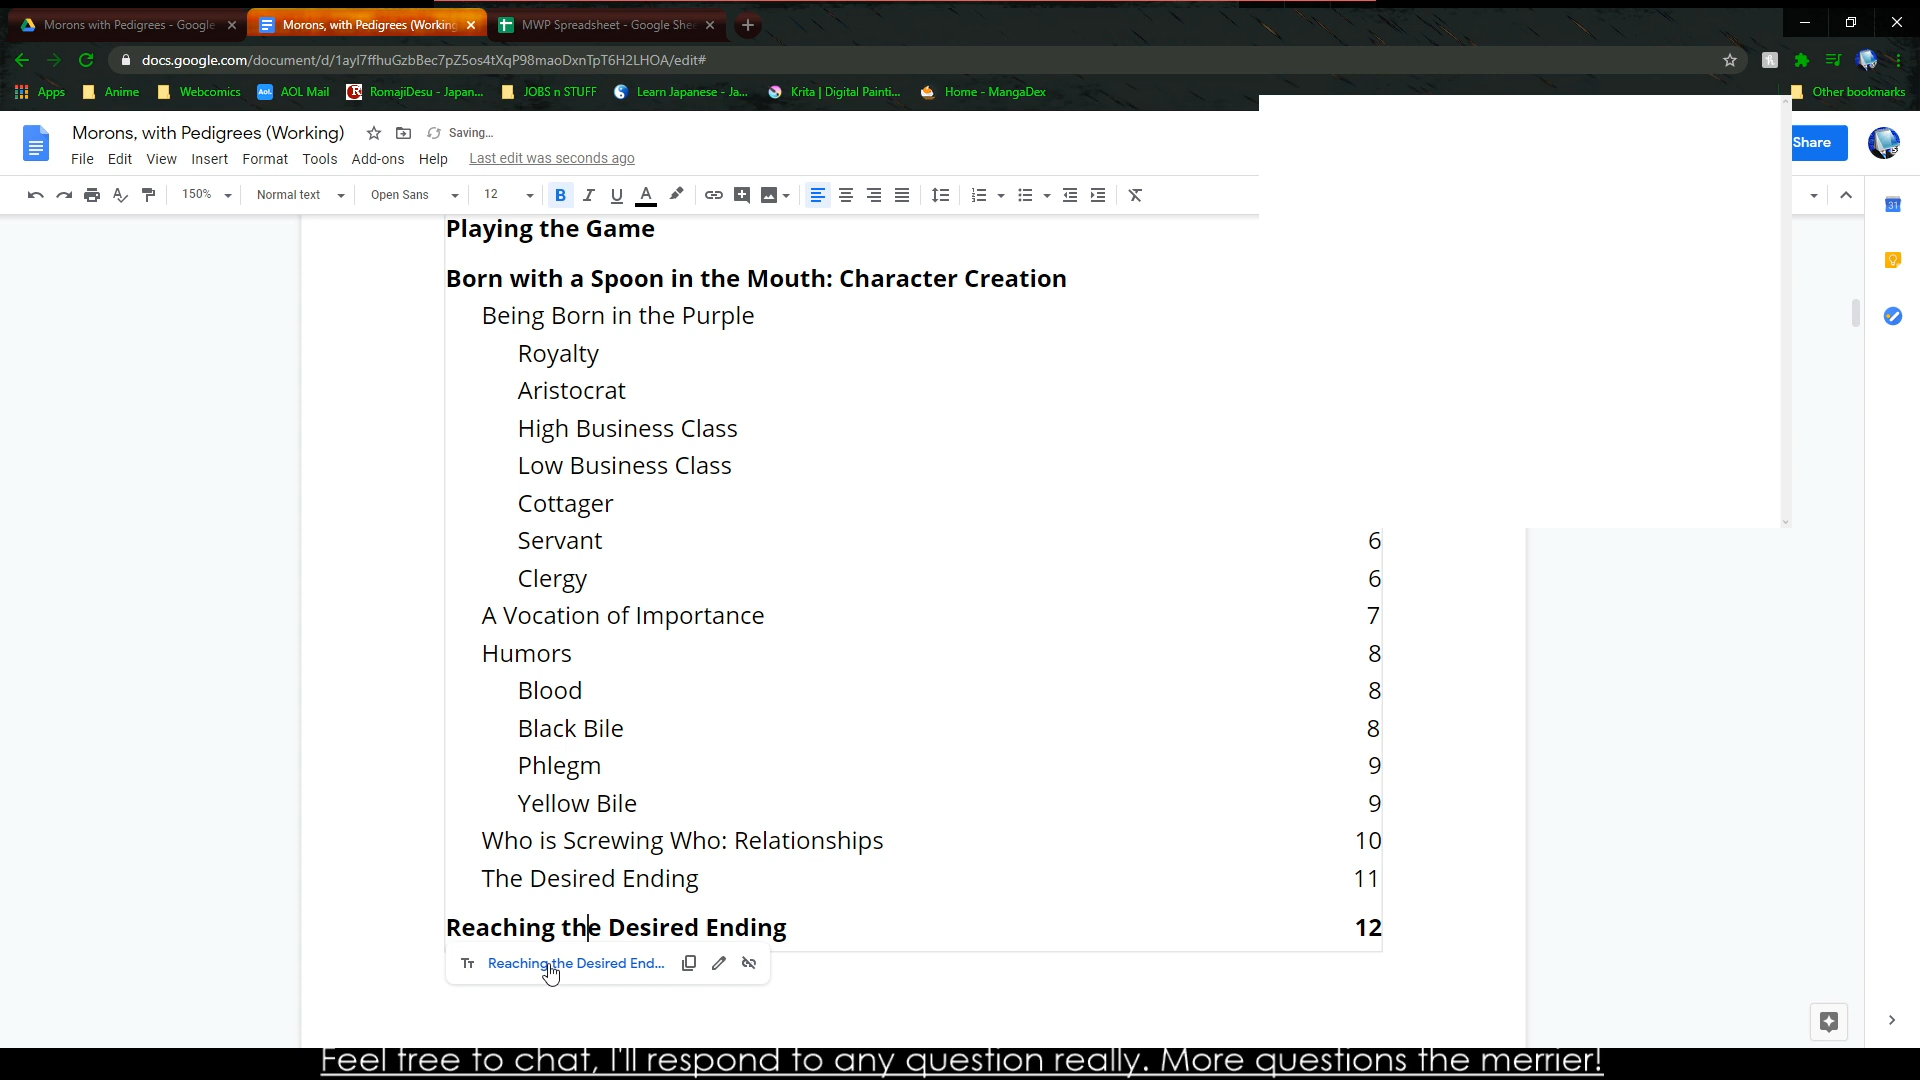 Morons with Pedigrees - Google
Morons, with Pedigrees (Working
MWP Spreadsheet - Google She
docs.google.com/document/d/1ayl7ffhuGzbBec7pZ5os4tXqP98maoDxnTpT6H2LHOA/edit#
Apps Anime Webcomics AOL Mail RomajiDesu - Japan... JOBS n STUFF Learn Japanese - Ja... Krita | Digital Painti... Home - MangaDex Other bookmarks
Morons, with Pedigrees (Working) Saving...
File Edit View Insert Format Tools Add-ons Help Last edit was seconds ago
Share
150% Normal text Open Sans 12 B I U A
31
Playing the Game
Born with a Spoon in the Mouth: Character Creation
Being Born in the Purple
Royalty
Aristocrat
High Business Class
Low Business Class
Cottager
Servant 6
Clergy 6
A Vocation of Importance 7
Humors 8
Blood 8
Black Bile 8
Phlegm 9
Yellow Bile 9
Who is Screwing Who: Relationships 10
The Desired Ending 11
Reaching the Desired Ending 12
Tт Reaching the Desired End...
Feel free to chat, I'll respond to any question really. More questions the merrier!